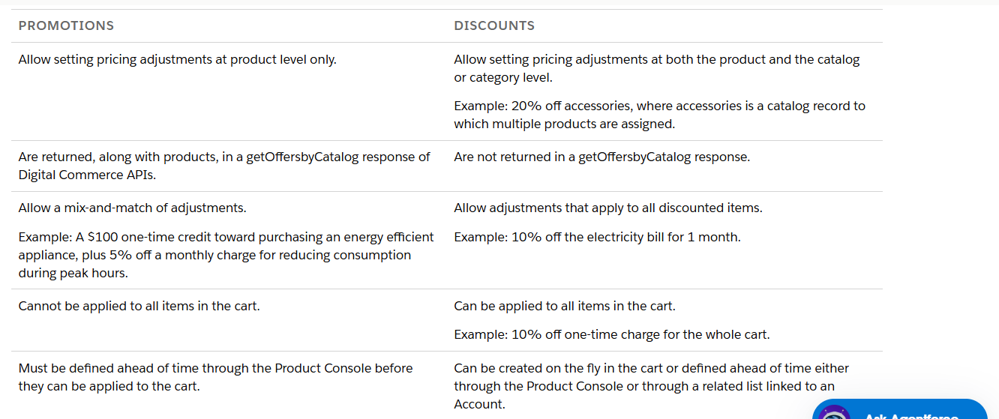 PROMOTIONS
DISCOUNTS
Allow setting pricing adjustments at product level only.
Allow setting pricing adjustments at both the product and the catalog
or category level.
Example: 20% off accessories, where accessories is a catalog record to
which multiple products are assigned.
Are returned, along with products, in a getOffersbyCatalog response of
Digital Commerce APIs.
Are not returned in a getOffersbyCatalog response.
Allow a mix-and-match of adjustments.
Example: A $100 one-time credit toward purchasing an energy efficient
appliance, plus 5% off a monthly charge for reducing consumption
during peak hours.
Allow adjustments that apply to all discounted items.
Example: 10% off the electricity bill for 1 month.
Cannot be applied to all items in the cart.
Can be applied to all items in the cart.
Example: 10% off one-time charge for the whole cart.
Must be defined ahead of time through the Product Console before
they can be applied to the cart.
Can be created on the fly in the cart or defined ahead of time either
through the Product Console or through a related list linked to an
Account.
Ask Agentforce